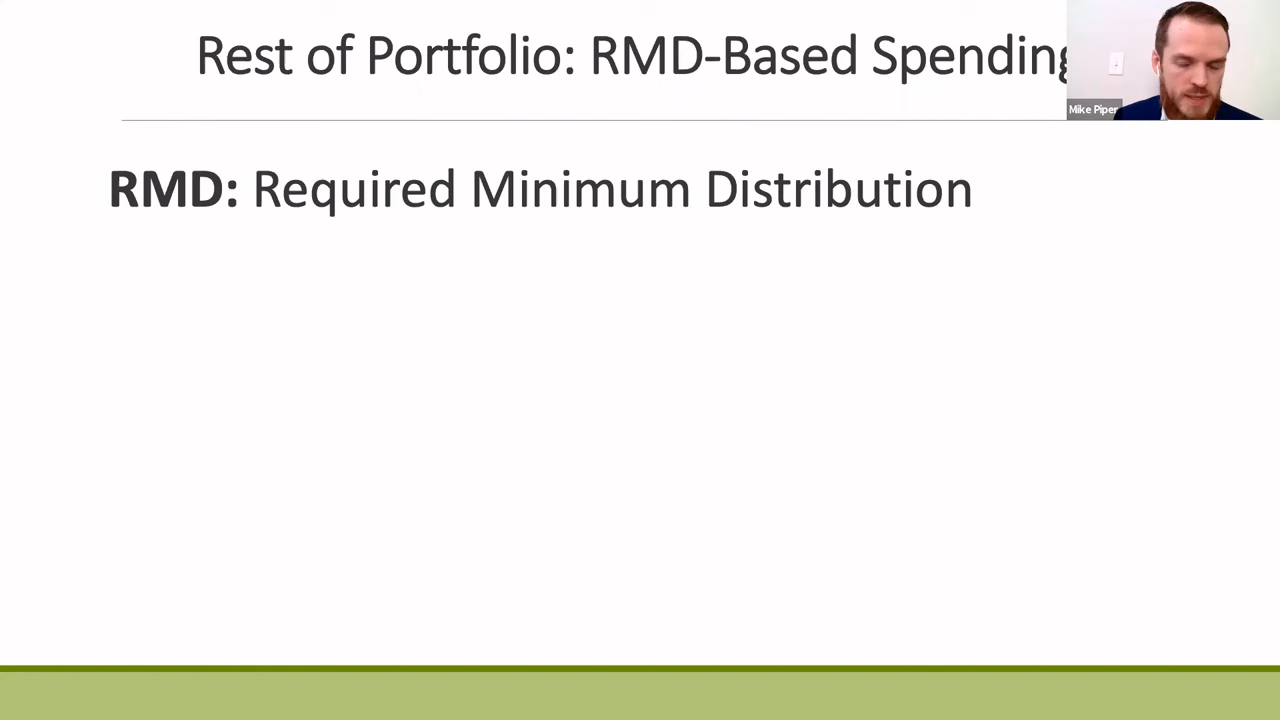 Rest of Portfolio: RMD-Based Spending
Mike Piper
RMD: Required Minimum Distribution